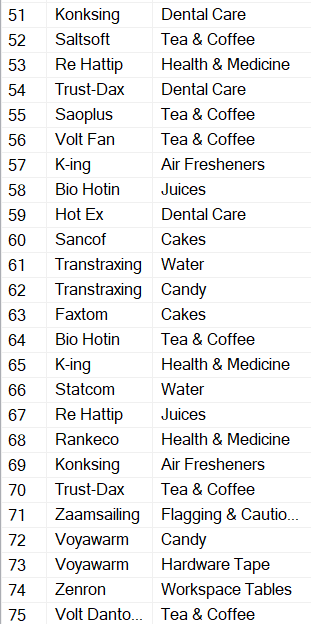 51 Konksing Dental Care
52 Saltsoft Tea & Coffee
53 Re Hattip Health & Medicine
54 Trust-Dax Dental Care
55 Saoplus Tea & Coffee
56 Volt Fan Tea & Coffee
57 K-ing Air Fresheners
58 Bio Hotin Juices
59 Hot Ex Dental Care
60 Sancof Cakes
61 Transtraxing Water
62 Transtraxing Candy
63 Faxtom Cakes
64 Bio Hotin Tea & Coffee
65 K-ing Health & Medicine
66 Statcom Water
67 Re Hattip Juices
68 Rankeco Health & Medicine
69 Konksing Air Fresheners
70 Trust-Dax Tea & Coffee
71 Zaamsailing Flagging & Cautio...
72 Voyawarm Candy
73 Voyawarm Hardware Tape
74 Zenron Workspace Tables
75 Volt Danto... Tea & Coffee